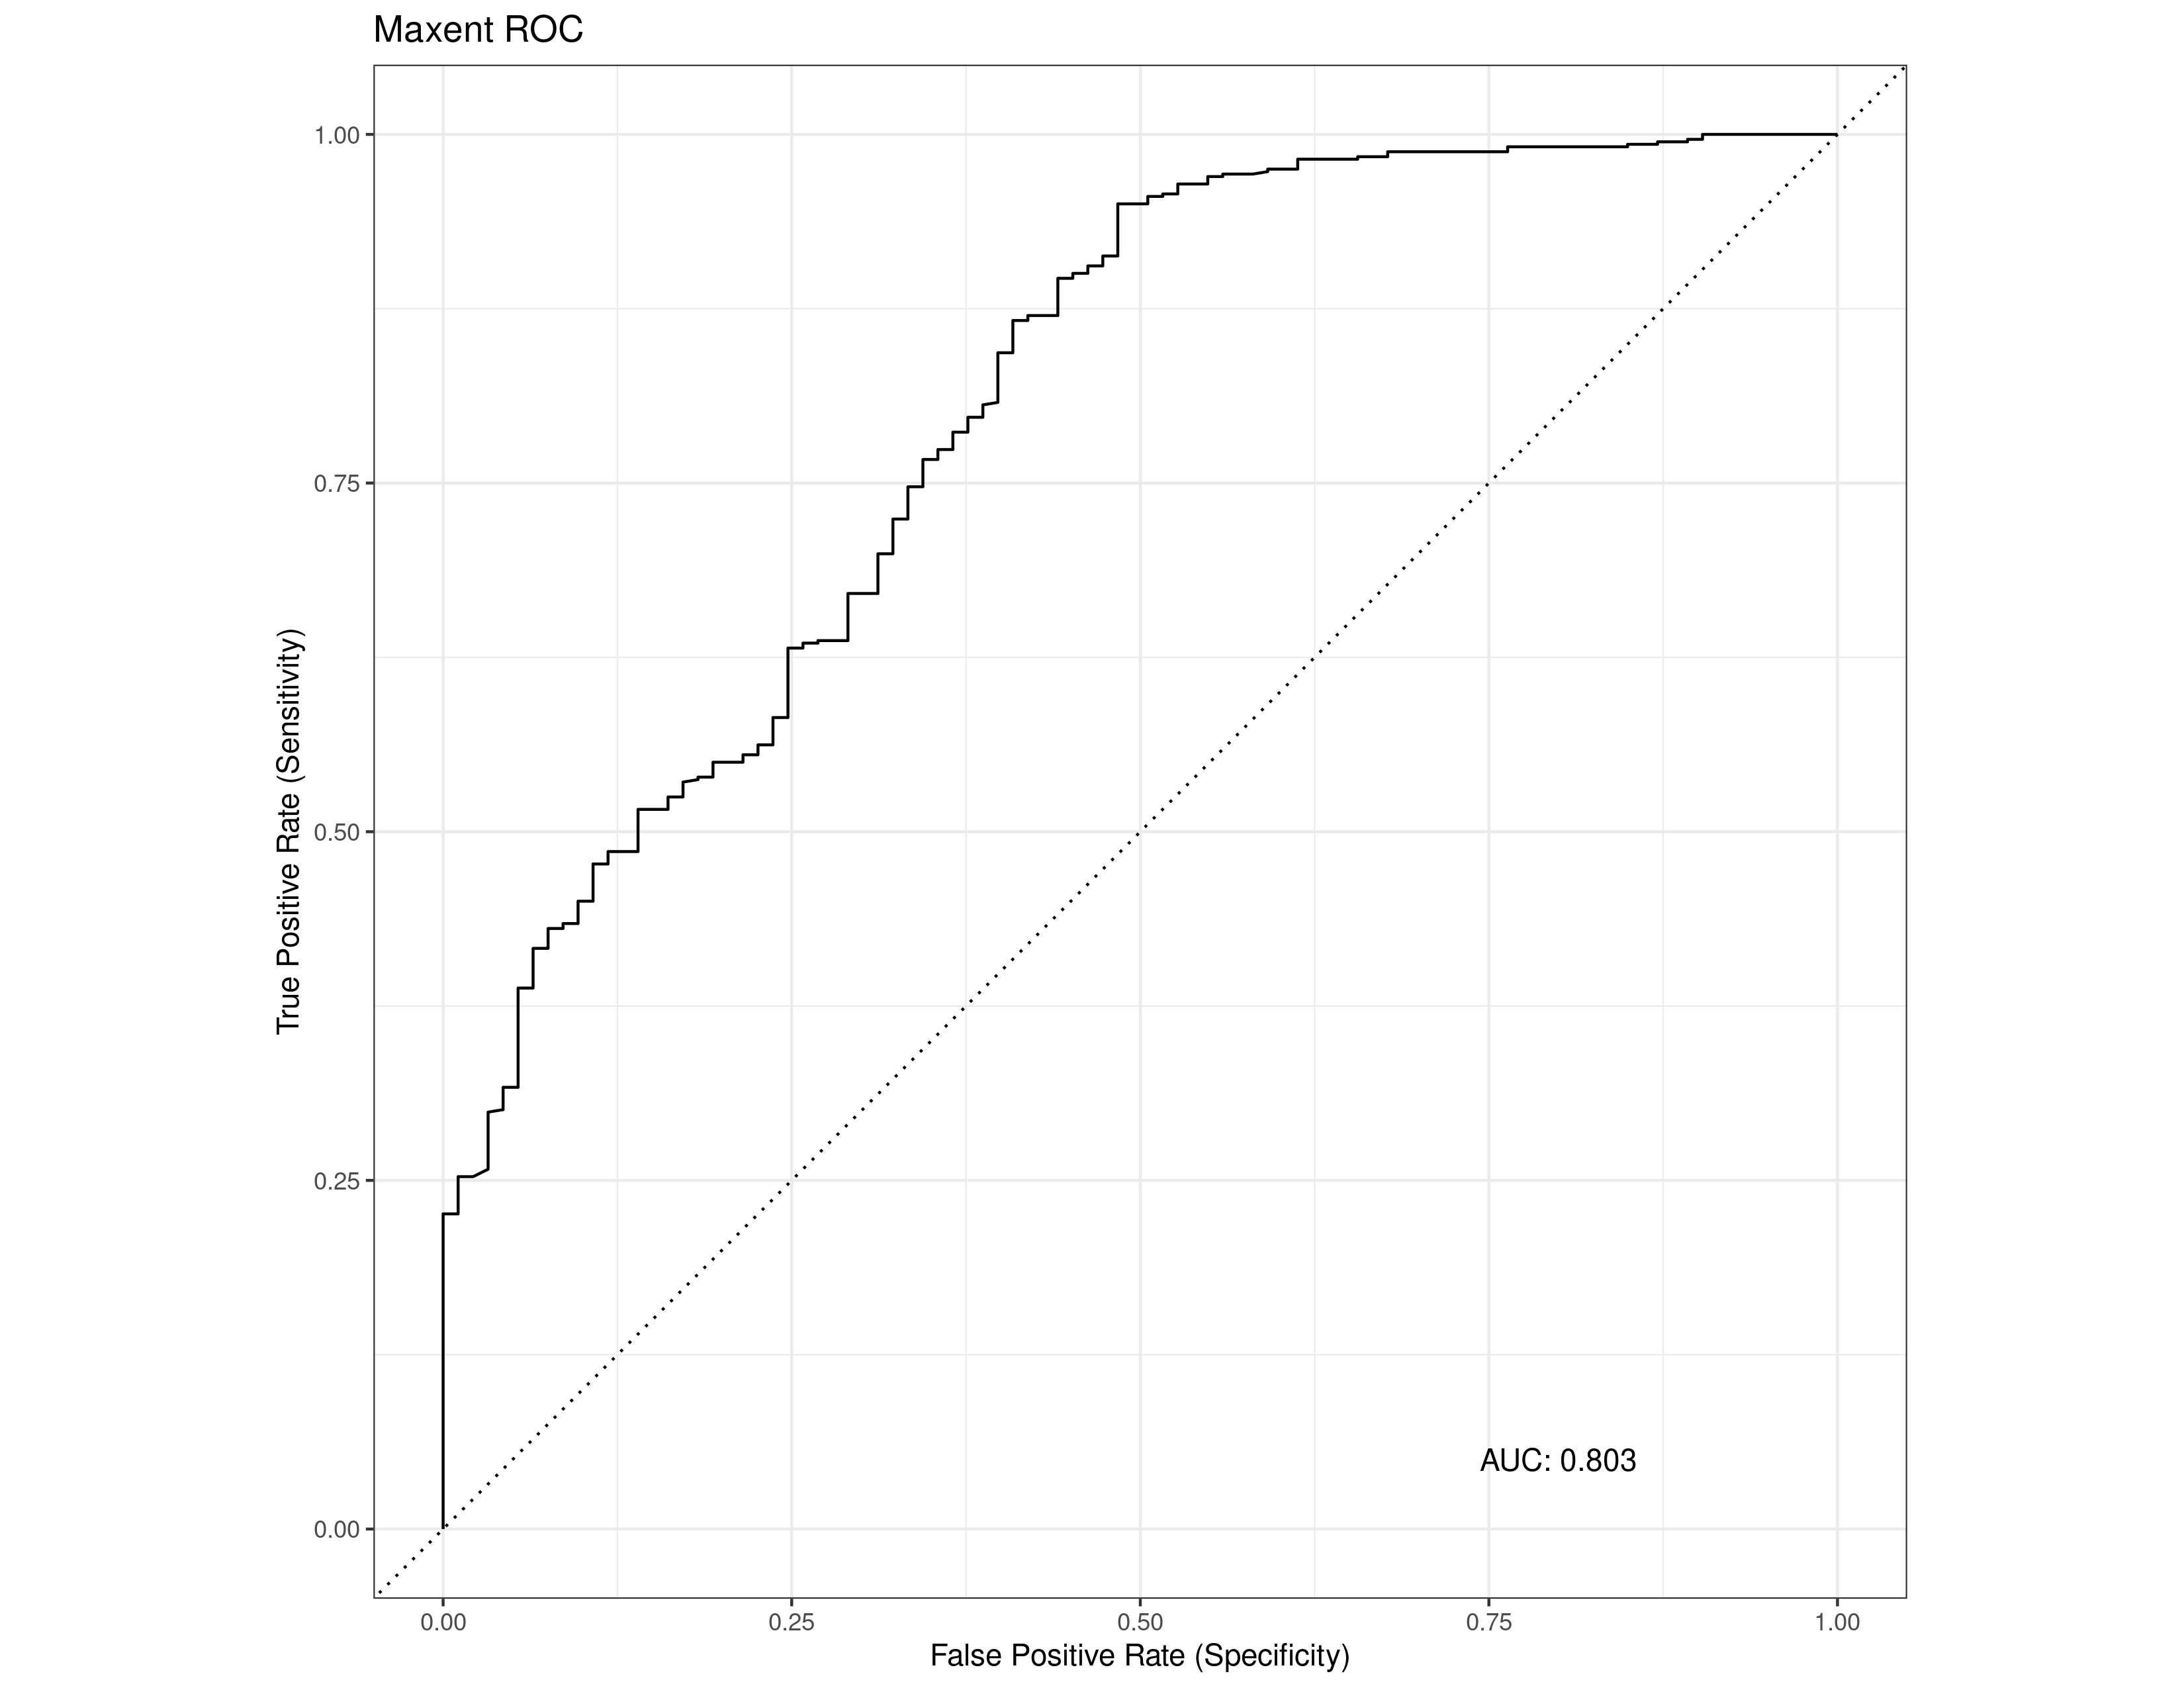 Maxent ROC
1.00
0.75
0.50
0.25
0.00
True Positive Rate (Sensitivity)
AUC: 0.803
0.00 0.25 0.50 0.75 1.00
False Positive Rate (Specificity)